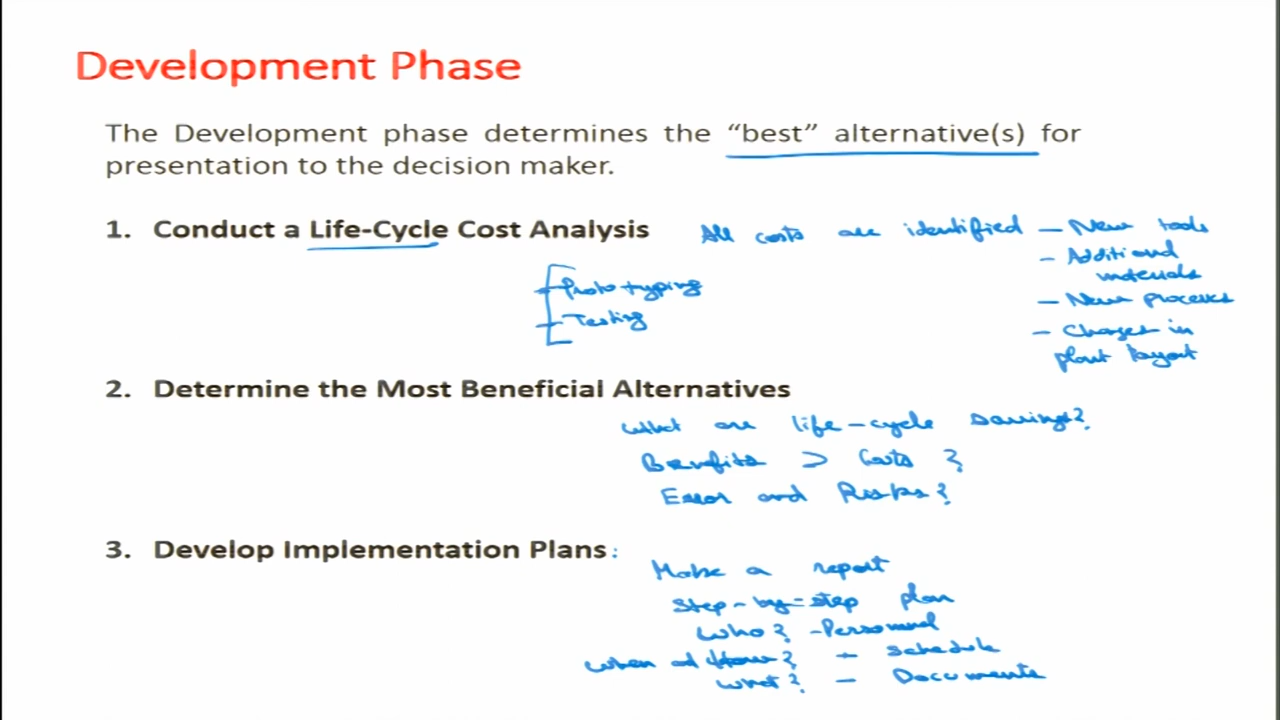 Development Phase
The Development phase determines the “best” alternative(s) for
presentation to the decision maker.
1. Conduct a Life-Cycle Cost Analysis
All costs are identified - New tools
- Additional
materials
- New processes
- Changes in
plant layout
- Prototyping
- Testing
2. Determine the Most Beneficial Alternatives
What are life-cycle savings?
Benefits > Costs ?
Error and Risks?
3. Develop Implementation Plans :
Make a report
Step-by-step plan
Who? - Personnel
When and How? - Schedule
What? - Documents